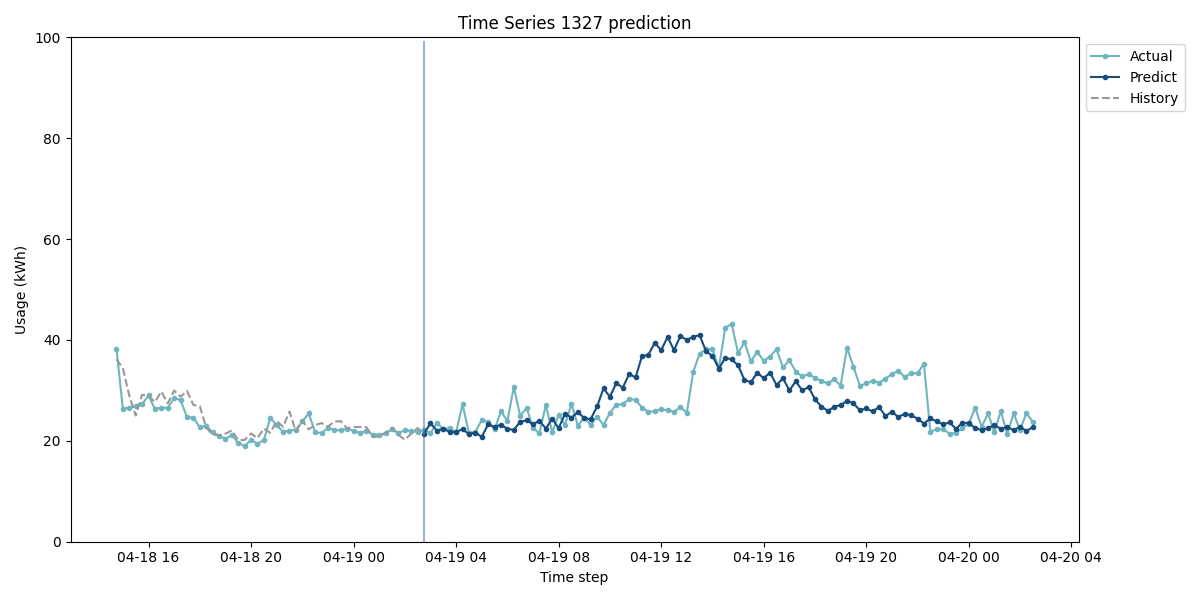 Time Series 1327 prediction
100
80
60
40
20
0
Usage (kWh)
04-18 16
04-18 20
04-19 00
04-19 04
04-19 08
04-19 12
04-19 16
04-19 20
04-20 00
04-20 04
Time step
Actual
Predict
History